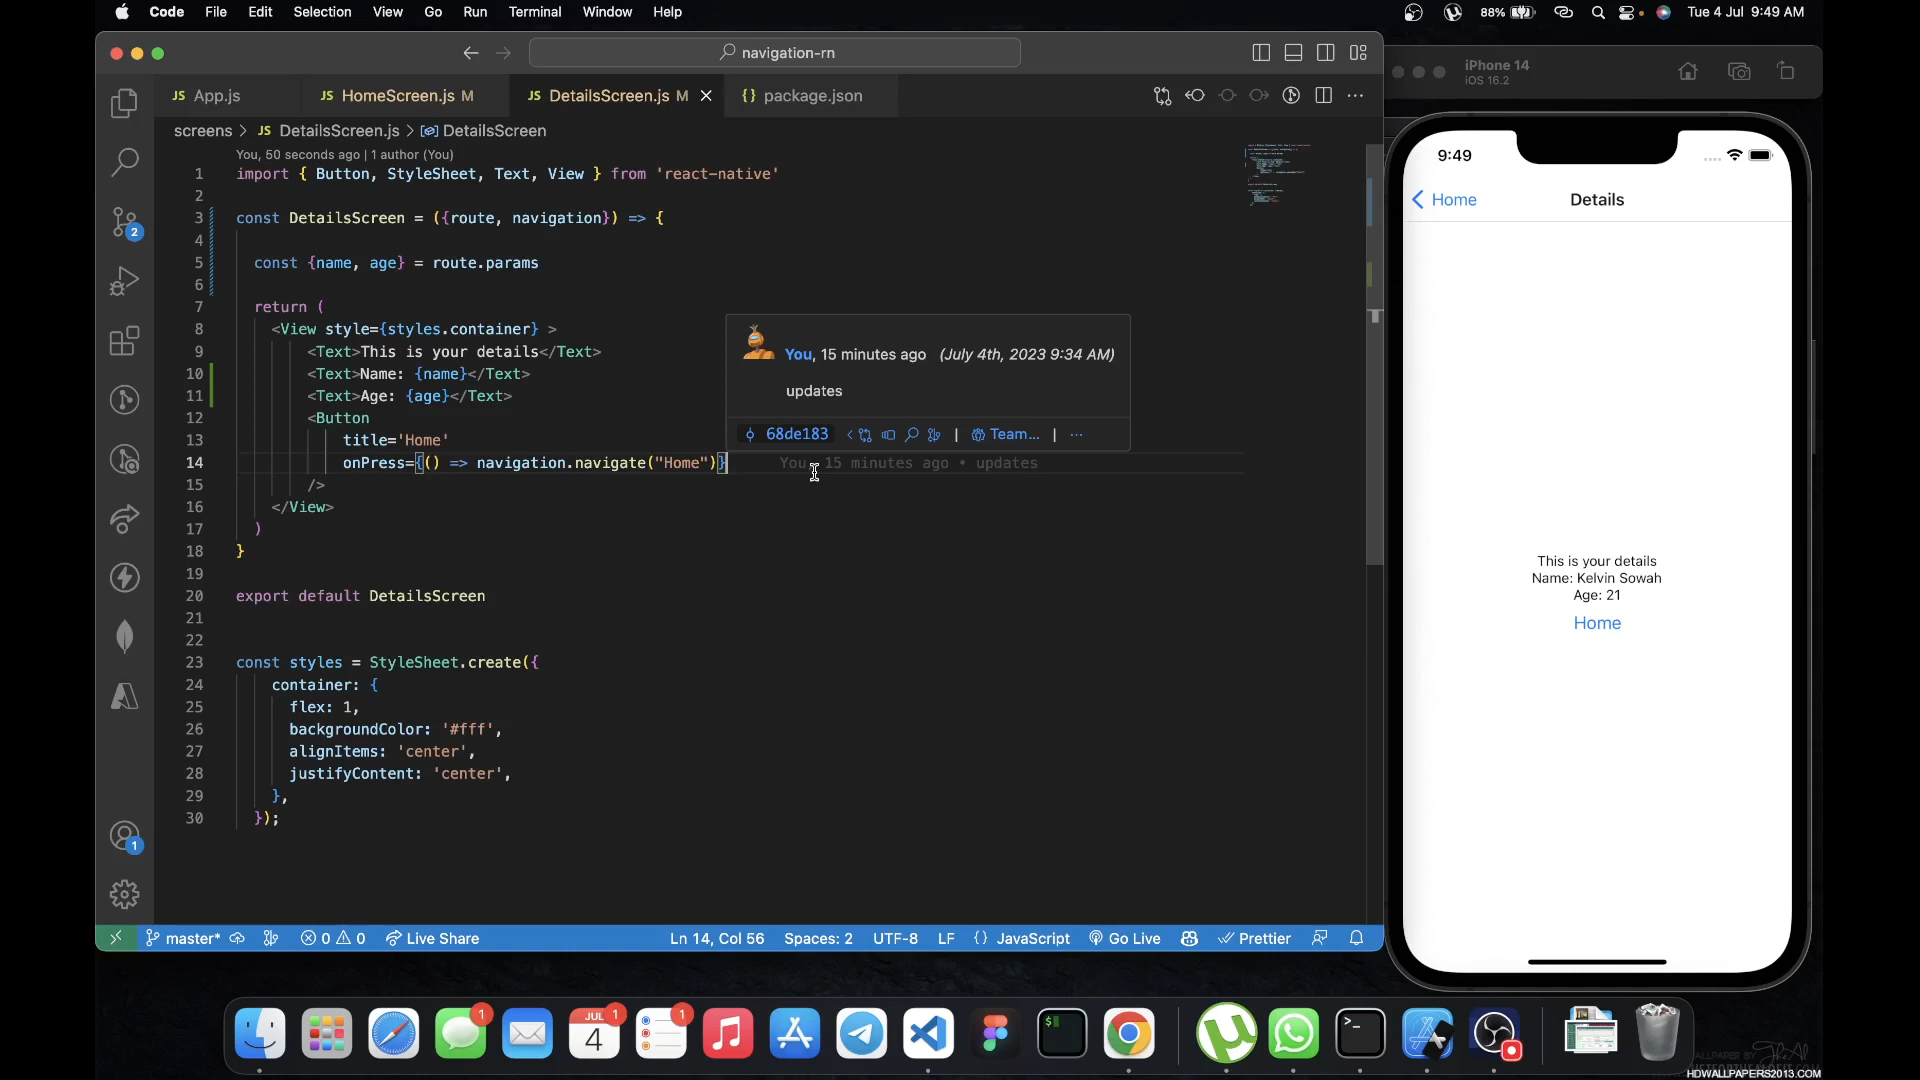 Code File Edit Selection View Go Run Terminal Window Help
88% Tue 4 Jul 9:49 AM
navigation-rn
iPhone 14
iOS 16.2
JS App.js
JS HomeScreen.js M
JS DetailsScreen.js M
{} package.json
screens > JS DetailsScreen.js > DetailsScreen
You, 50 seconds ago | 1 author (You)
1 import { Button, StyleSheet, Text, View } from 'react-native'
2
3 const DetailsScreen = ({route, navigation}) => {
4
5 const {name, age} = route.params
6
7 return (
8 <View style={styles.container} >
9 <Text>This is your details</Text>
10 <Text>Name: {name}</Text>
11 <Text>Age: {age}</Text>
12 <Button
13 title='Home'
14 onPress={() => navigation.navigate("Home")} You, 15 minutes ago • updates
15 />
16 </View>
17 )
18 }
19
20 export default DetailsScreen
21
22
23 const styles = StyleSheet.create({
24 container: {
25 flex: 1,
26 backgroundColor: '#fff',
27 alignItems: 'center',
28 justifyContent: 'center',
29 },
30 });
You, 15 minutes ago (July 4th, 2023 9:34 AM)
updates
68de183 | Team... | ...
2
1
master* 0 0 Live Share
Ln 14, Col 56 Spaces: 2 UTF-8 LF {} JavaScript Go Live Prettier
9:49
Home
Details
This is your details
Name: Kelvin Sowah
Age: 21
Home
1
JUL
4
1
1
$
>_
HDWALLPAPERS2013.COM